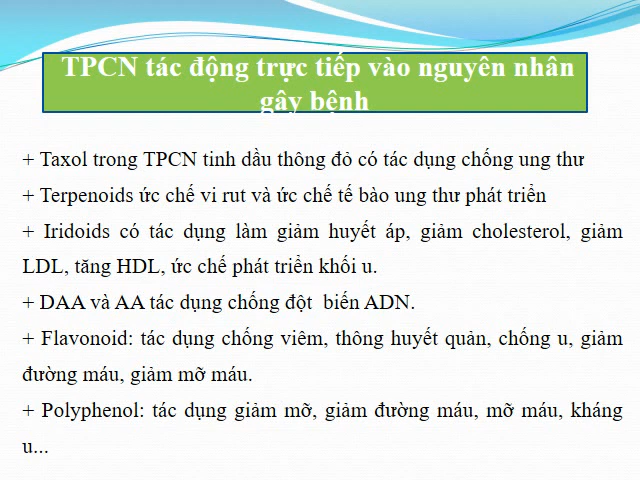 TPCN tác động trực tiếp vào nguyên nhân
gây bệnh
+ Taxol trong TPCN tinh dầu thông đỏ có tác dụng chống ung thư
+ Terpenoids ức chế vi rut và ức chế tế bào ung thư phát triển
+ Iridoids có tác dụng làm giảm huyết áp, giảm cholesterol, giảm
LDL, tăng HDL, ức chế phát triển khối u.
+ DAA và AA tác dụng chống đột biến ADN.
+ Flavonoid: tác dụng chống viêm, thông huyết quản, chống u, giảm
đường máu, giảm mỡ máu.
+ Polyphenol: tác dụng giảm mỡ, giảm đường máu, mỡ máu, kháng
u...